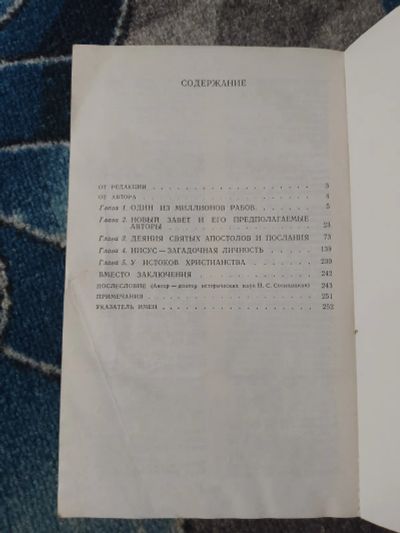 СОДЕРЖАНИЕ
ОТ РЕДАКЦИИ 3
ОТ АВТОРА 4
Глава 1. ОДИН ИЗ МИЛЛИОНОВ РАБОВ 5
Глава 2. НОВЫЙ ЗАВЕТ И ЕГО ПРЕДПОЛАГАЕМЫЕ
АВТОРЫ 23
Глава 3. ДЕЯНИЯ СВЯТЫХ АПОСТОЛОВ И ПОСЛАНИЯ 73
Глава 4. ИИСУС — ЗАГАДОЧНАЯ ЛИЧНОСТЬ 139
Глава 5. У ИСТОКОВ ХРИСТИАНСТВА 230
ВМЕСТО ЗАКЛЮЧЕНИЯ 242
ПОСЛЕСЛОВИЕ (Автор — доктор исторических наук 243
ПРИМЕЧАНИЯ 251
УКАЗАТЕЛЬ ИМЕН 252